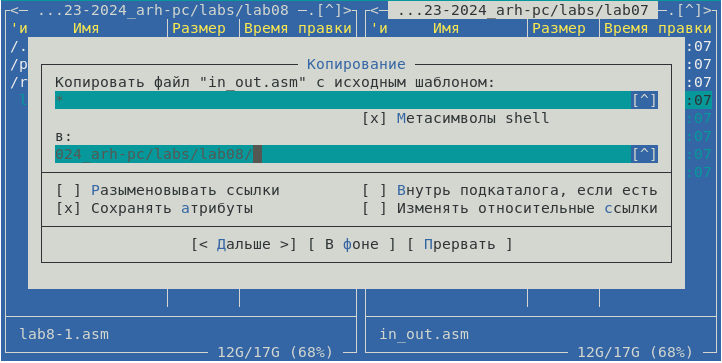 <— ...23-2024_arh-pc/labs/lab08 —.[^]> <— ...23-2024_arh-pc/labs/lab07 —.[^]>
'и Имя Размер Время правки 'и Имя Размер Время правки
/. :07
/p :07
/r :07
:07
:07
:07
:07
:07
Копирование
Копировать файл "in_out.asm" с исходным шаблоном:
* [^]
[x] Метасимволы shell
в:
024_arh-pc/labs/lab08/ [^]
[ ] Разыменовывать ссылки [ ] Внутрь подкаталога, если есть
[x] Сохранять атрибуты [ ] Изменять относительные ссылки
[< Дальше >] [ В фоне ] [ Прервать ]
lab8-1.asm in_out.asm
12G/17G (68%) 12G/17G (68%)